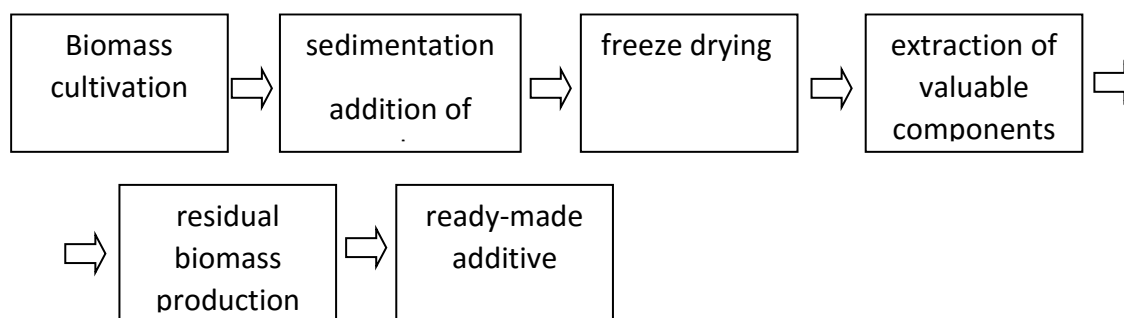 Biomass
cultivation
sedimentation
addition of
freeze drying
extraction of
valuable
components
residual
biomass
production
ready-made
additive